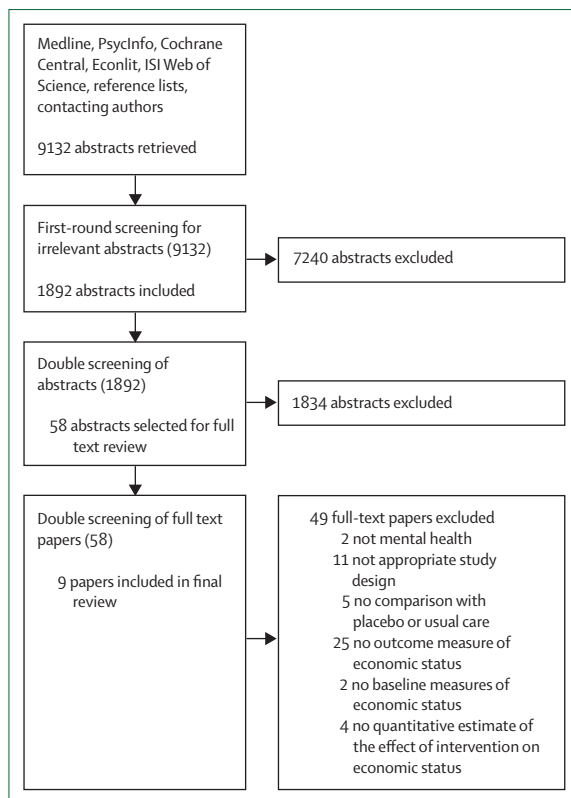 Medline, PsycInfo, Cochrane
Central, Econlit, ISI Web of
Science, reference lists,
contacting authors
9132 abstracts retrieved
First-round screening for
irrelevant abstracts (9132)
1892 abstracts included
7240 abstracts excluded
Double screening of
abstracts (1892)
58 abstracts selected for full
text review
1834 abstracts excluded
Double screening of full text
papers (58)
9 papers included in final
review
49 full-text papers excluded
2 not mental health
11 not appropriate study
design
5 no comparison with
placebo or usual care
25 no outcome measure of
economic status
2 no baseline measures of
economic status
4 no quantitative estimate of
the effect of intervention on
economic status